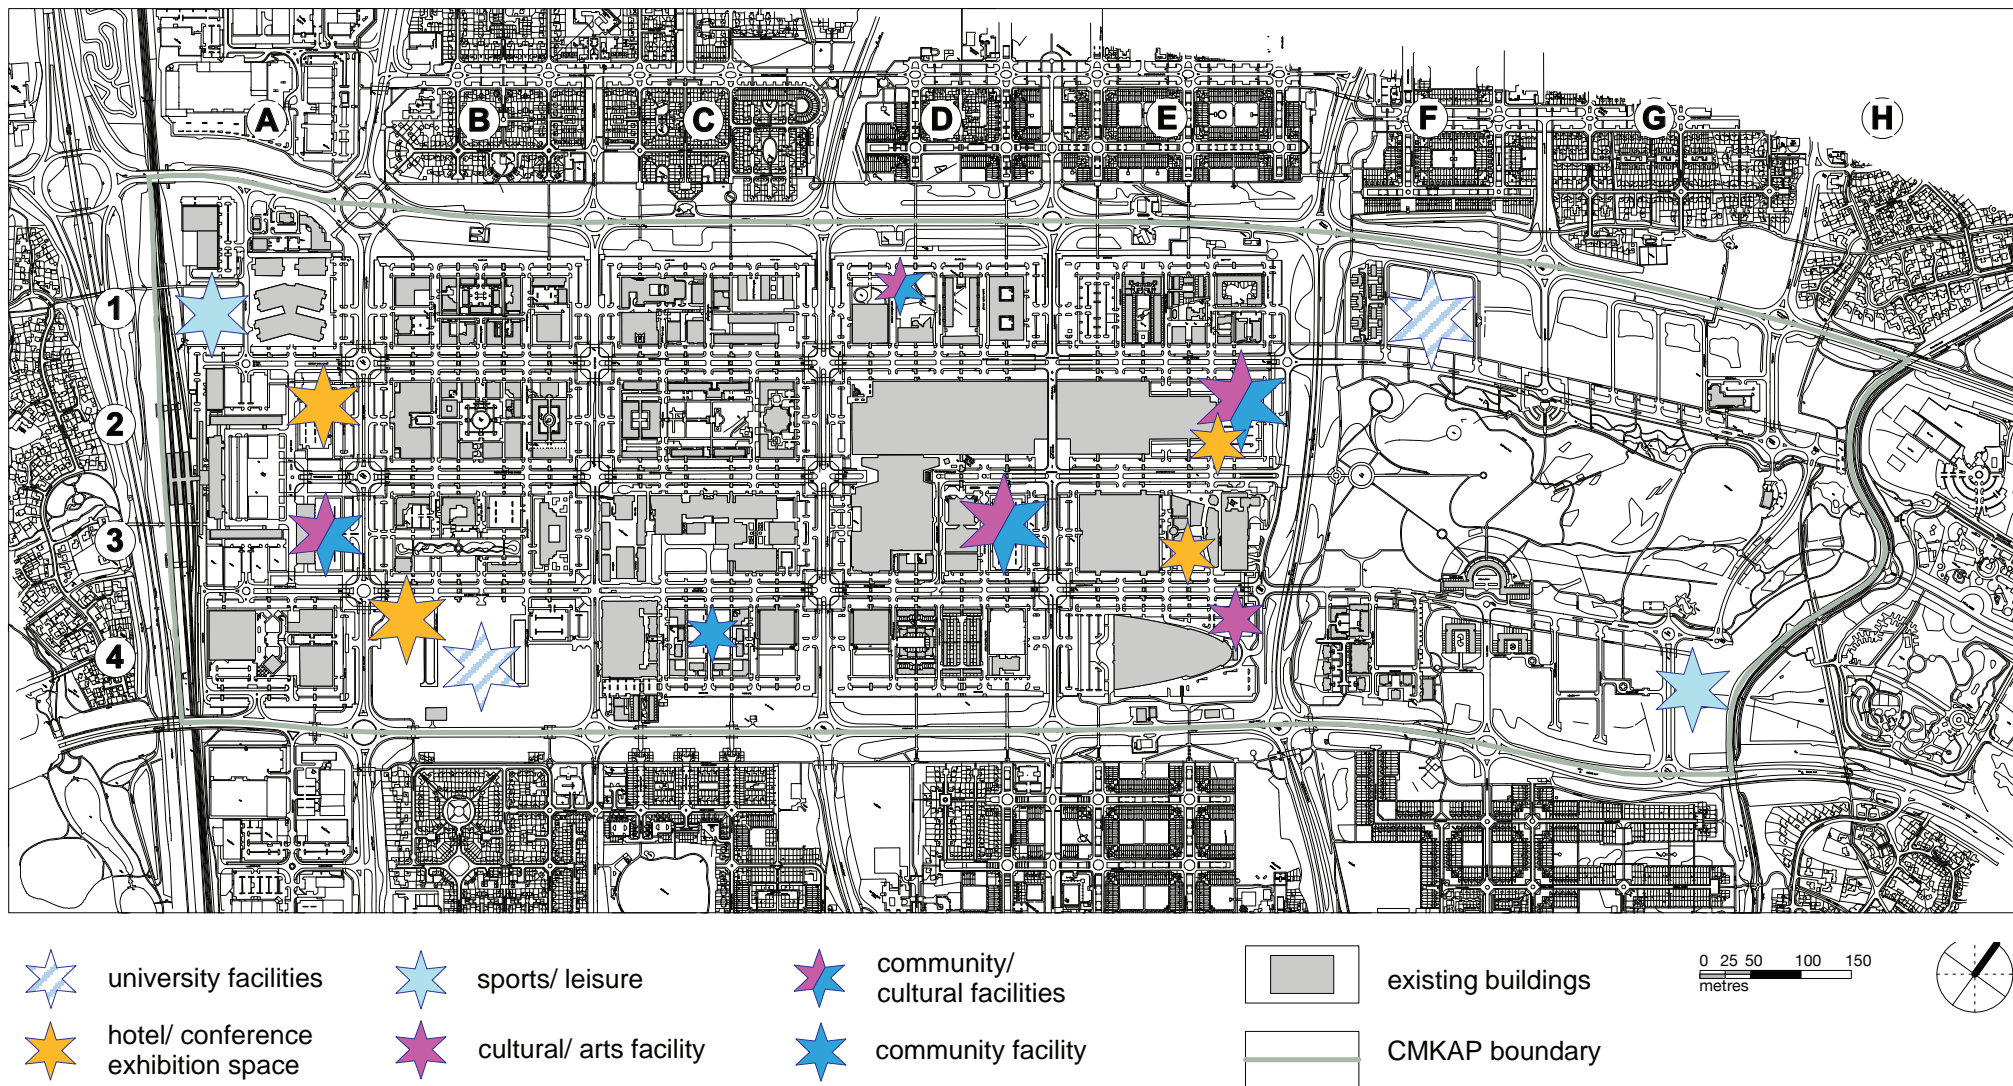 A B C D E F G H
1
2
3
4
university facilities
sports/ leisure
community/
cultural facilities
existing buildings
0 25 50 100 150
metres
hotel/ conference
exhibition space
cultural/ arts facility
community facility
CMKAP boundary